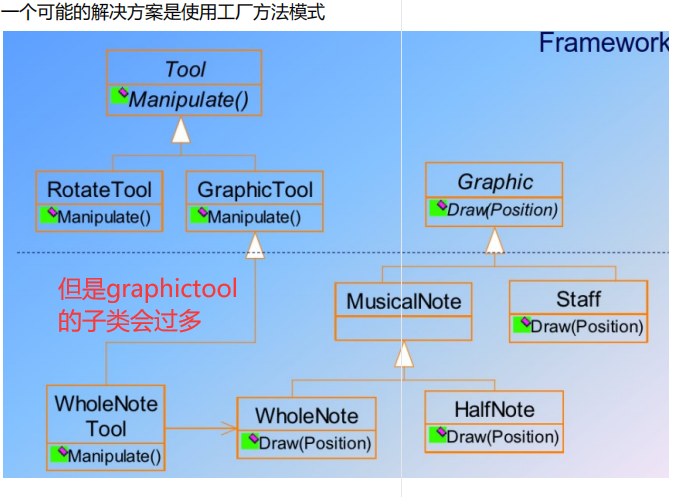 一个可能的解决方案是使用工厂方法模式
Framework
Tool
Manipulate()
RotateTool
Manipulate()
GraphicTool
Manipulate()
Graphic
Draw(Position)
但是graphictool
的子类会过多
MusicalNote
Staff
Draw(Position)
WholeNote
Tool
Manipulate()
WholeNote
Draw(Position)
HalfNote
Draw(Position)